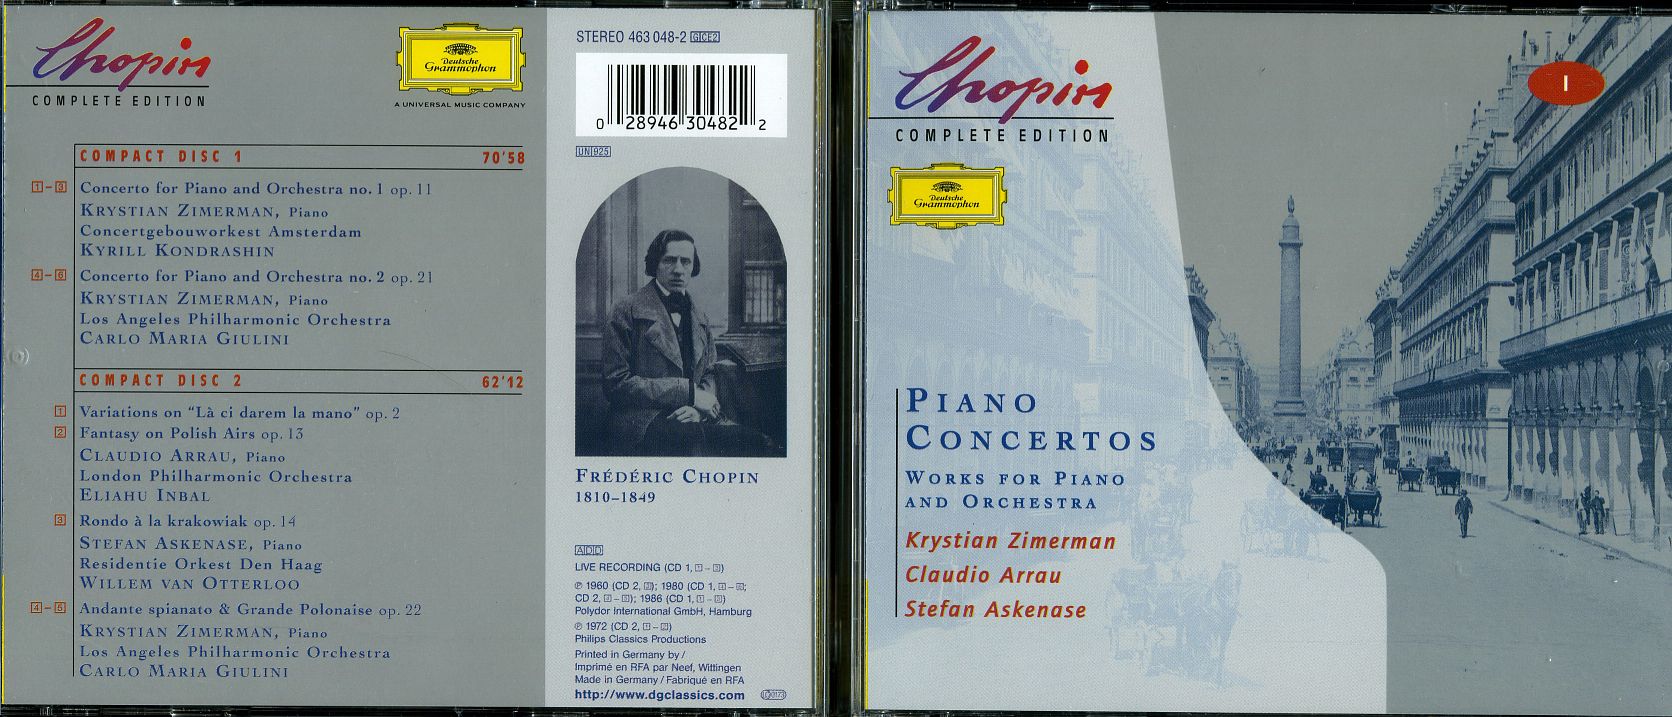 Chopin
COMPLETE EDITION
Deutsche
Grammophon
A UNIVERSAL MUSIC COMPANY
COMPACT DISC 1 70'58
1–3 Concerto for Piano and Orchestra no. 1 op. 11
KRYSTIAN ZIMERMAN, Piano
Concertgebouworkest Amsterdam
KYRILL KONDRASHIN
4–6 Concerto for Piano and Orchestra no. 2 op. 21
KRYSTIAN ZIMERMAN, Piano
Los Angeles Philharmonic Orchestra
CARLO MARIA GIULINI
COMPACT DISC 2 62'12
1 Variations on “Là ci darem la mano” op. 2
2 Fantasy on Polish Airs op. 13
CLAUDIO ARRAU, Piano
London Philharmonic Orchestra
ELIAHU INBAL
3 Rondo à la krakowiak op. 14
STEFAN ASKENASE, Piano
Residentie Orkest Den Haag
WILLEM VAN OTTERLOO
4–5 Andante spianato & Grande Polonaise op. 22
KRYSTIAN ZIMERMAN, Piano
Los Angeles Philharmonic Orchestra
CARLO MARIA GIULINI
STEREO 463 048-2 GCE2
0 28946 30482 2
UNI925
FRÉDÉRIC CHOPIN
1810–1849
ADD
LIVE RECORDING (CD 1, 1–3)
℗ 1960 (CD 2, 3); 1980 (CD 1, 4–6;
CD 2, 4–5); 1986 (CD 1, 1–3)
Polydor International GmbH, Hamburg
℗ 1972 (CD 2, 1–2)
Philips Classics Productions
Printed in Germany by /
Imprimé en RFA par Neef, Wittingen
Made in Germany / Fabriqué en RFA
http://www.dgclassics.com
Chopin
COMPLETE EDITION
Deutsche
Grammophon
I
PIANO
CONCERTOS
WORKS FOR PIANO
AND ORCHESTRA
Krystian Zimerman
Claudio Arrau
Stefan Askenase